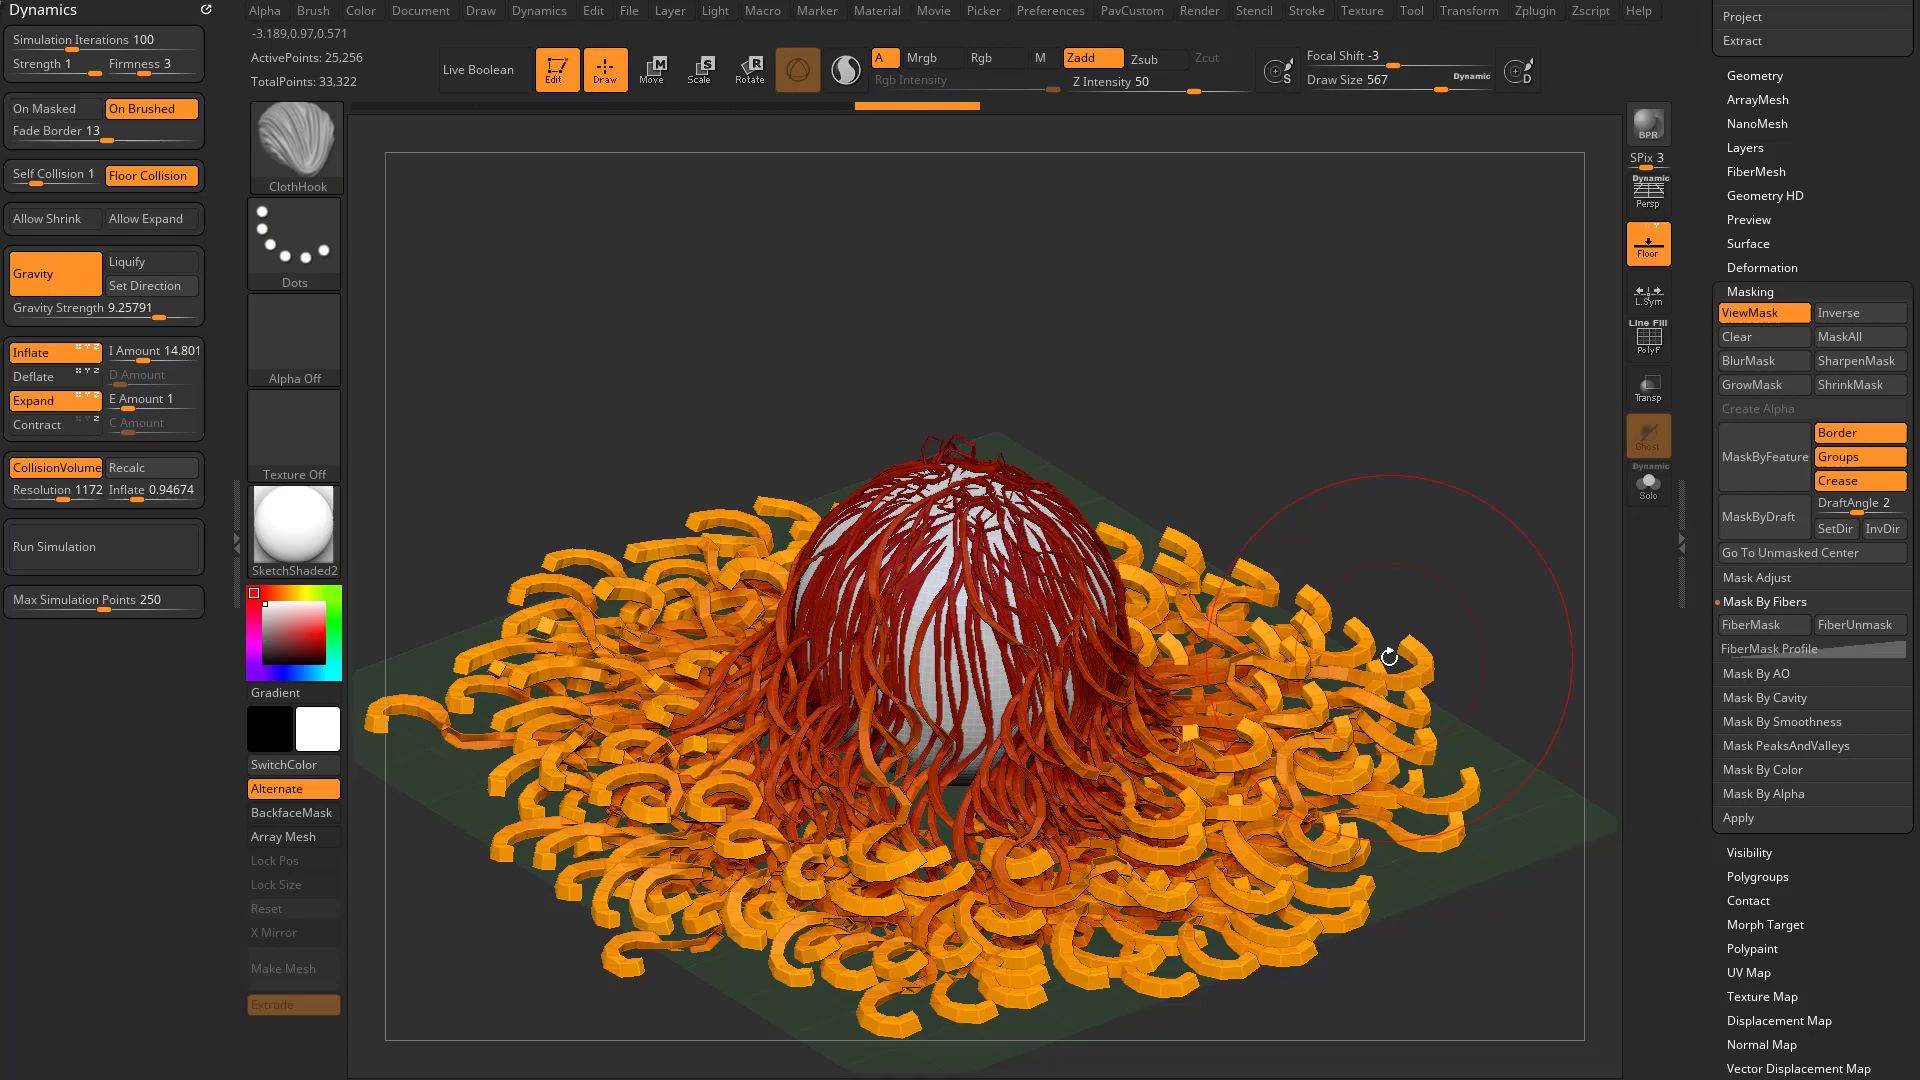 Dynamics
Simulation Iterations 100
Strength 1 Firmness 3
On Masked On Brushed
Fade Border 13
Self Collision 1 Floor Collision
Allow Shrink Allow Expand
Gravity Liquify
Set Direction
Gravity Strength 9.25791
Inflate X Y Z I Amount 14.801
Deflate X Y Z D Amount
Expand X Y Z E Amount 1
Contract X Y Z C Amount
CollisionVolume Recalc
Resolution 1172 Inflate 0.94674
Run Simulation
Max Simulation Points 250
Alpha Brush Color Document Draw Dynamics Edit File Layer Light Macro Marker Material Movie Picker Preferences PavCustom Render Stencil Stroke Texture Tool Transform Zplugin Zscript Help
-3.189,0.97,0.571
ActivePoints: 25,256
TotalPoints: 33,322
Live Boolean
Edit
Draw
M
Move
S
Scale
R
Rotate
A Mrgb Rgb M Zadd Zsub Zcut
Rgb Intensity Z Intensity 50
S
Focal Shift -3
Draw Size 567 Dynamic
D
ClothHook
Dots
Alpha Off
Texture Off
SketchShaded2
Gradient
SwitchColor
Alternate
BackfaceMask
Array Mesh
Lock Pos
Lock Size
Reset
X Mirror
Make Mesh
Extrude
BPR
SPix 3
Dynamic
Persp
Floor
L.Sym
Line Fill
PolyF
Transp
Ghost
Dynamic
Solo
Project
Extract
Geometry
ArrayMesh
NanoMesh
Layers
FiberMesh
Geometry HD
Preview
Surface
Deformation
Masking
ViewMask Inverse
Clear MaskAll
BlurMask SharpenMask
GrowMask ShrinkMask
Create Alpha
MaskByFeature Border
Groups
Crease
MaskByDraft DraftAngle 2
SetDir InvDir
Go To Unmasked Center
Mask Adjust
Mask By Fibers
FiberMask FiberUnmask
FiberMask Profile
Mask By AO
Mask By Cavity
Mask By Smoothness
Mask PeaksAndValleys
Mask By Color
Mask By Alpha
Apply
Visibility
Polygroups
Contact
Morph Target
Polypaint
UV Map
Texture Map
Displacement Map
Normal Map
Vector Displacement Map